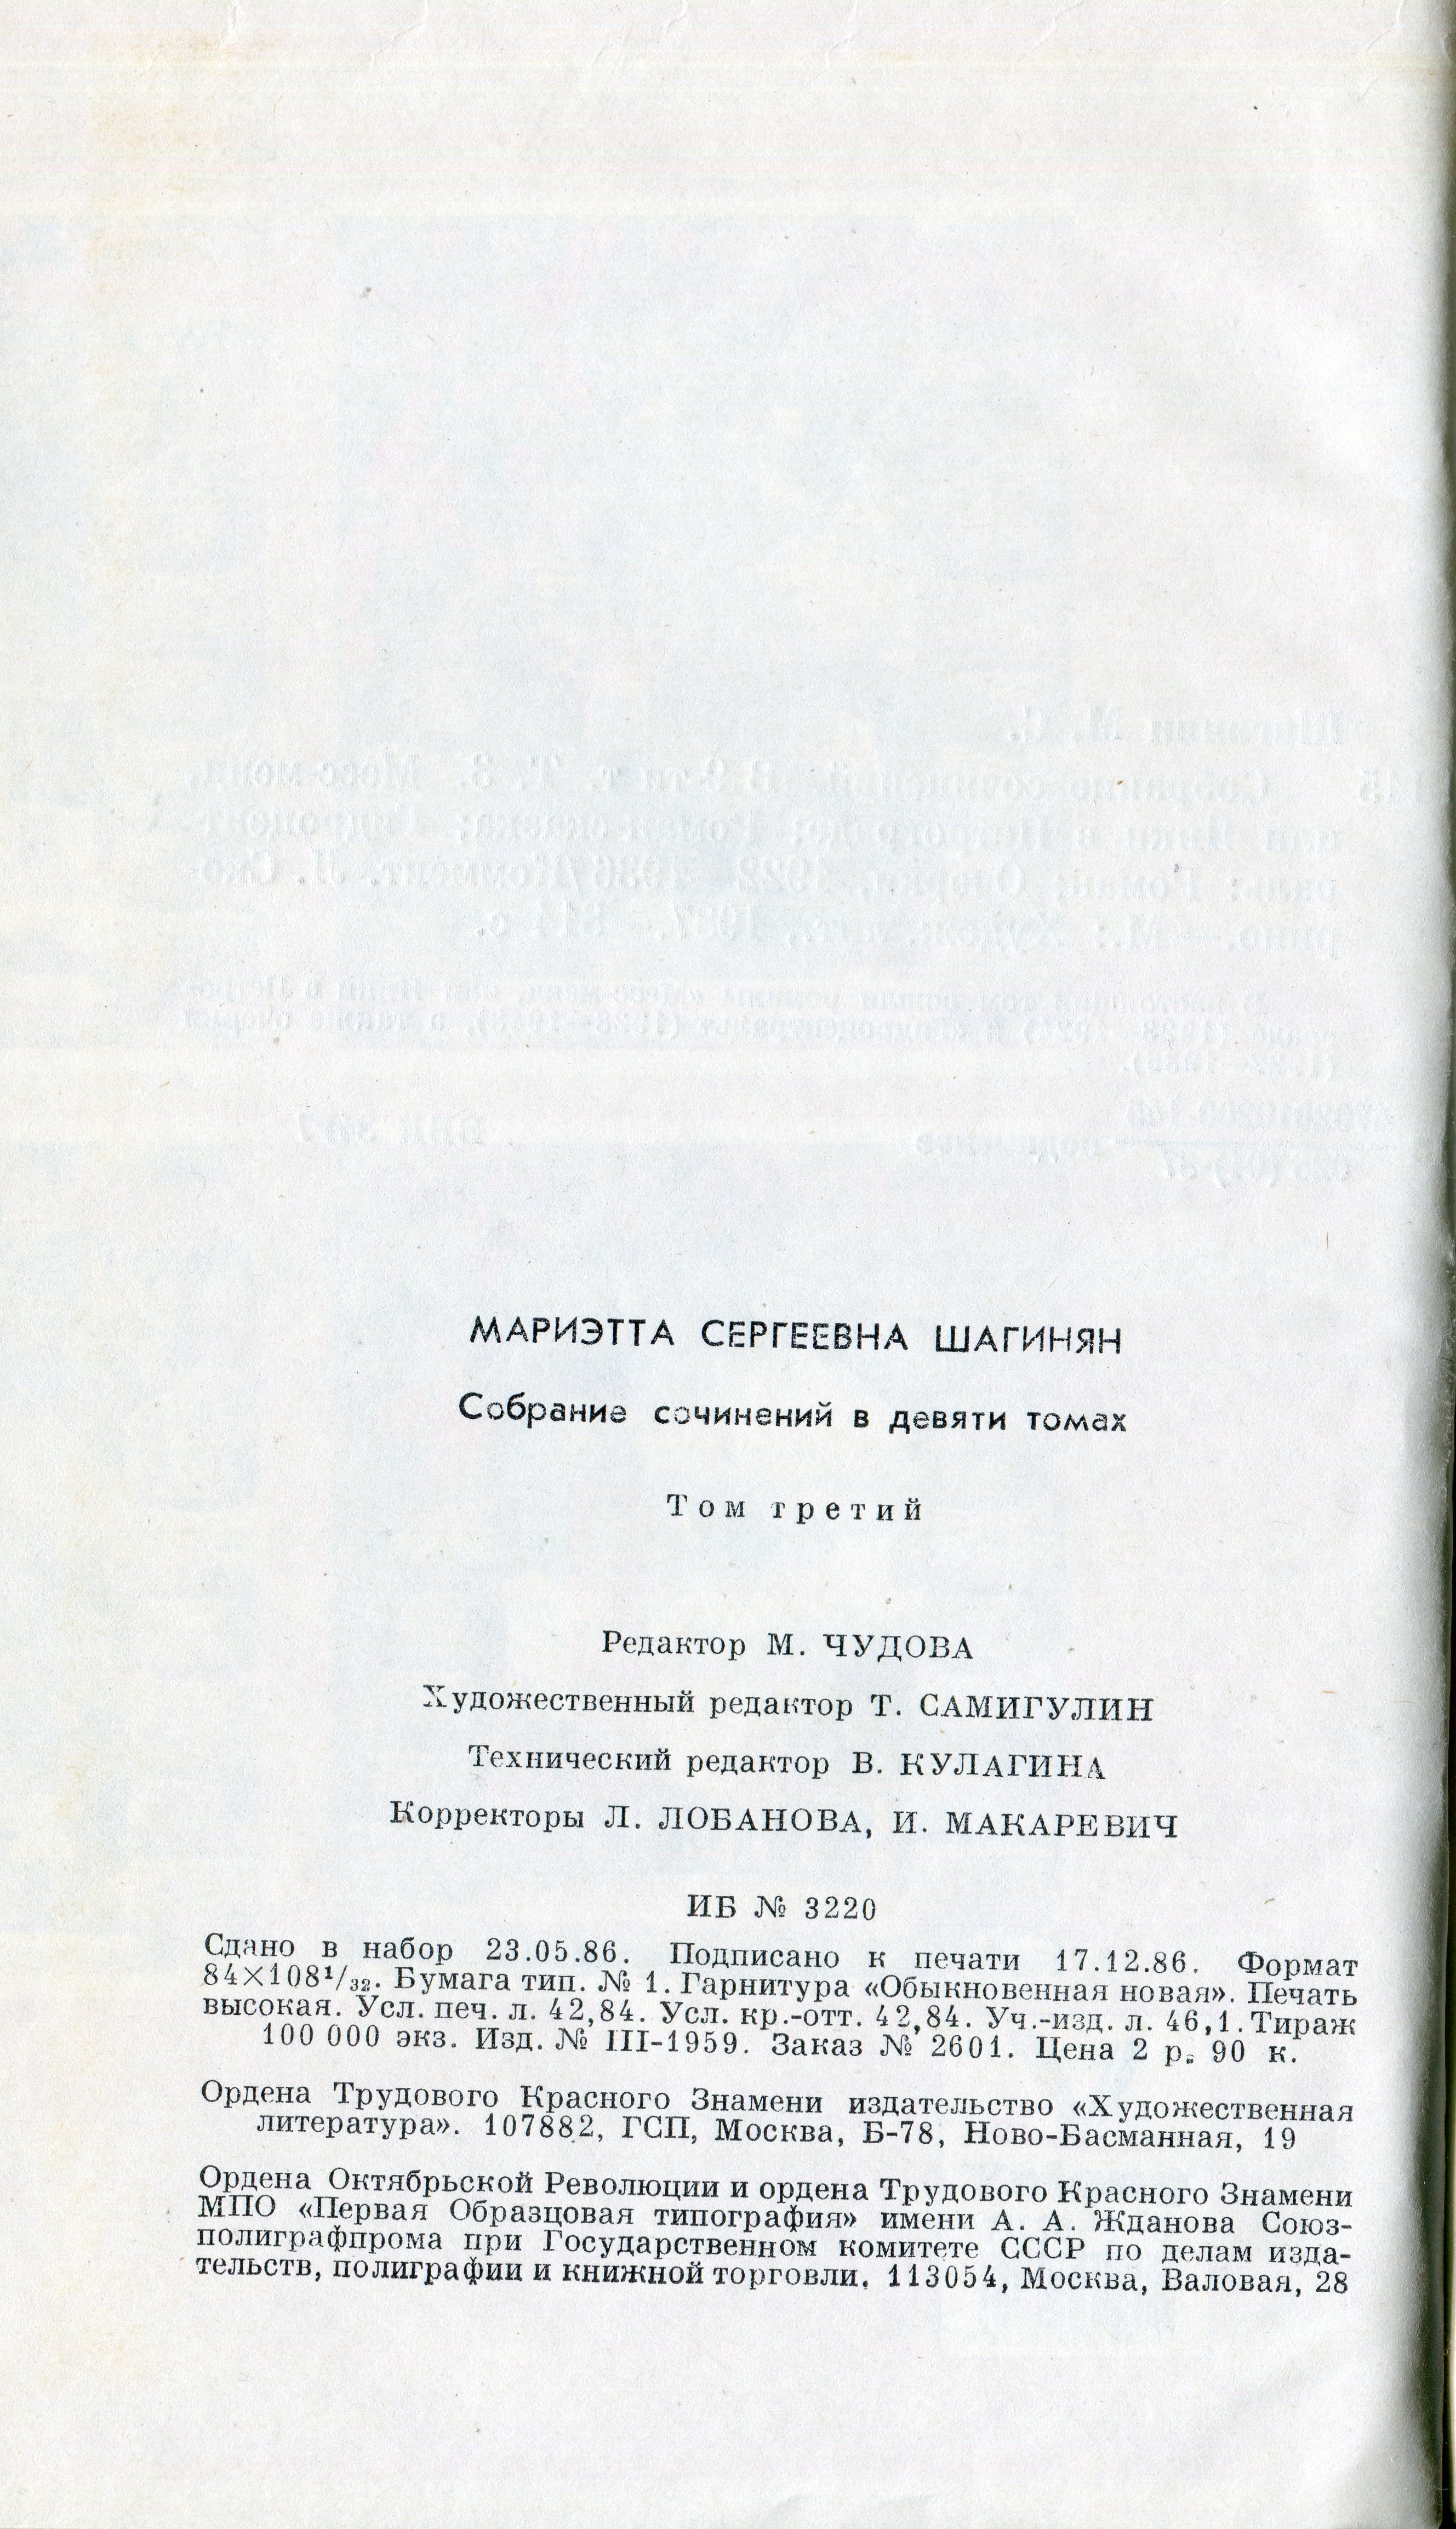 МАРИЭТТА СЕРГЕЕВНА ШАГИНЯН
Собрание сочинений в девяти томах
Том третий
Редактор М. ЧУДОВА
Художественный редактор Т. САМИГУЛИН
Технический редактор В. КУЛАГИНА
Корректоры Л. ЛОБАНОВА, И. МАКАРЕВИЧ
ИБ № 3220
Сдано в набор 23.05.86. Подписано к печати 17.12.86. Формат
84×108¹/₃₂. Бумага тип. № 1. Гарнитура «Обыкновенная новая». Печать
высокая. Усл. печ. л. 42,84. Усл. кр.-отт. 42,84. Уч.-изд. л. 46,1. Тираж
100 000 экз. Изд. № III-1959. Заказ № 2601. Цена 2 р. 90 к.
Ордена Трудового Красного Знамени издательство «Художественная
литература». 107882, ГСП, Москва, Б-78, Ново-Басманная, 19
Ордена Октябрьской Революции и ордена Трудового Красного Знамени
МПО «Первая Образцовая типография» имени А. А. Жданова Союз-
полиграфпрома при Государственном комитете СССР по делам изда-
тельств, полиграфии и книжной торговли. 113054, Москва, Валовая, 28